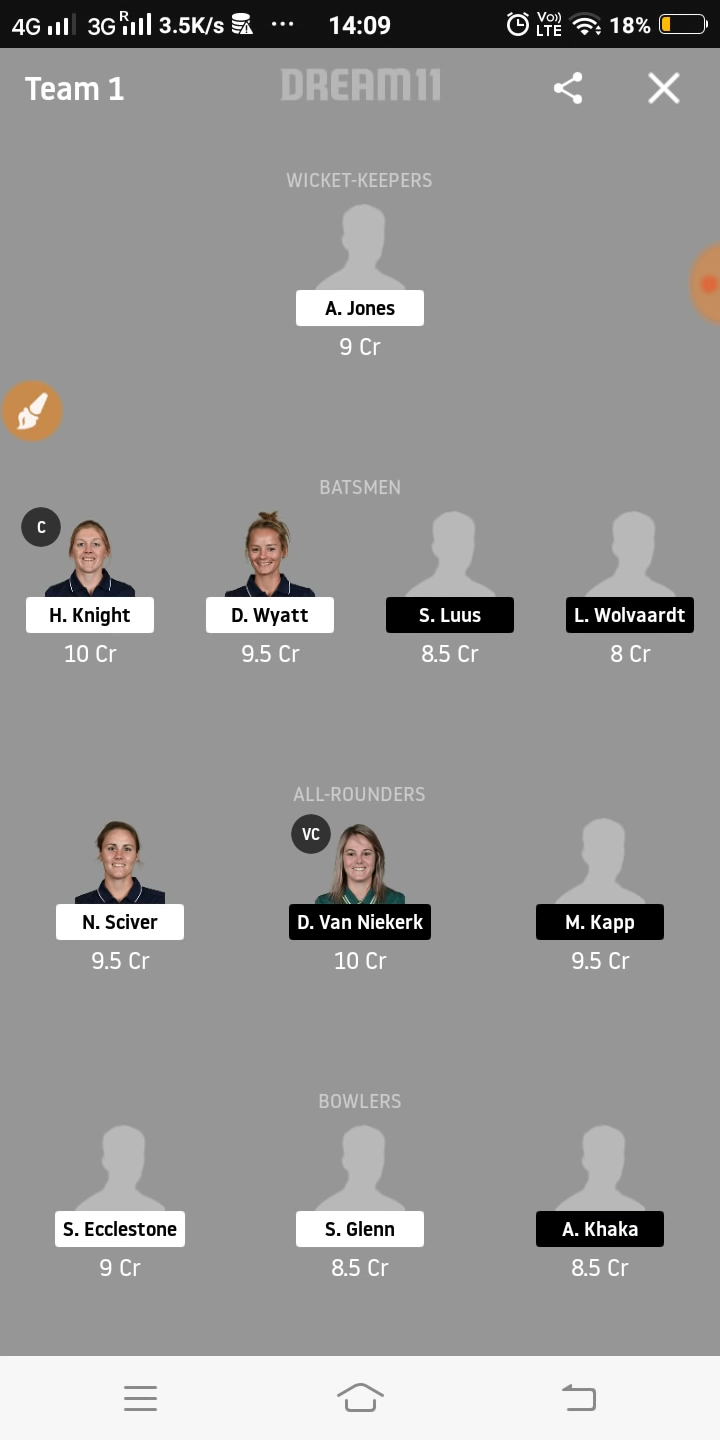 4G 3G R 3.5K/s ... 14:09 Vo)) LTE 18%
Team 1 DREAM11
WICKET-KEEPERS
A. Jones
9 Cr
BATSMEN
C
H. Knight D. Wyatt S. Luus L. Wolvaardt
10 Cr 9.5 Cr 8.5 Cr 8 Cr
ALL-ROUNDERS
VC
N. Sciver D. Van Niekerk M. Kapp
9.5 Cr 10 Cr 9.5 Cr
BOWLERS
S. Ecclestone S. Glenn A. Khaka
9 Cr 8.5 Cr 8.5 Cr